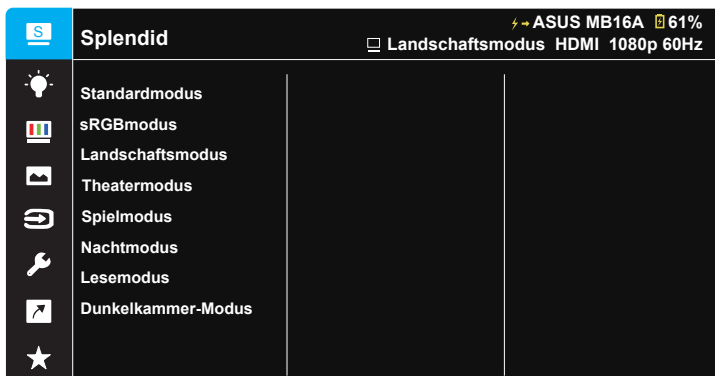 S
Splendid
ASUS MB16A 61%
Landschaftsmodus HDMI 1080p 60Hz
Standardmodus
sRGBmodus
Landschaftsmodus
Theatermodus
Spielmodus
Nachtmodus
Lesemodus
Dunkelkammer-Modus